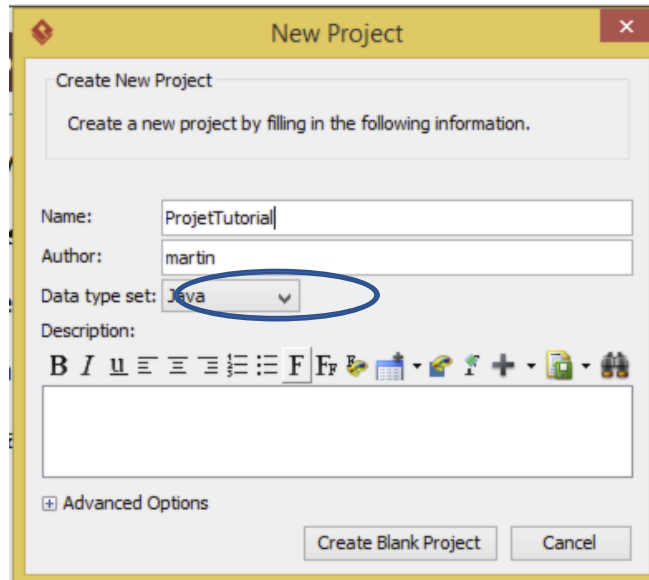 New Project
Create New Project
Create a new project by filling in the following information.
Name: ProjetTutorial
Author: martin
Data type set: Java
Description:
B I u F FF
Advanced Options
Create Blank Project Cancel